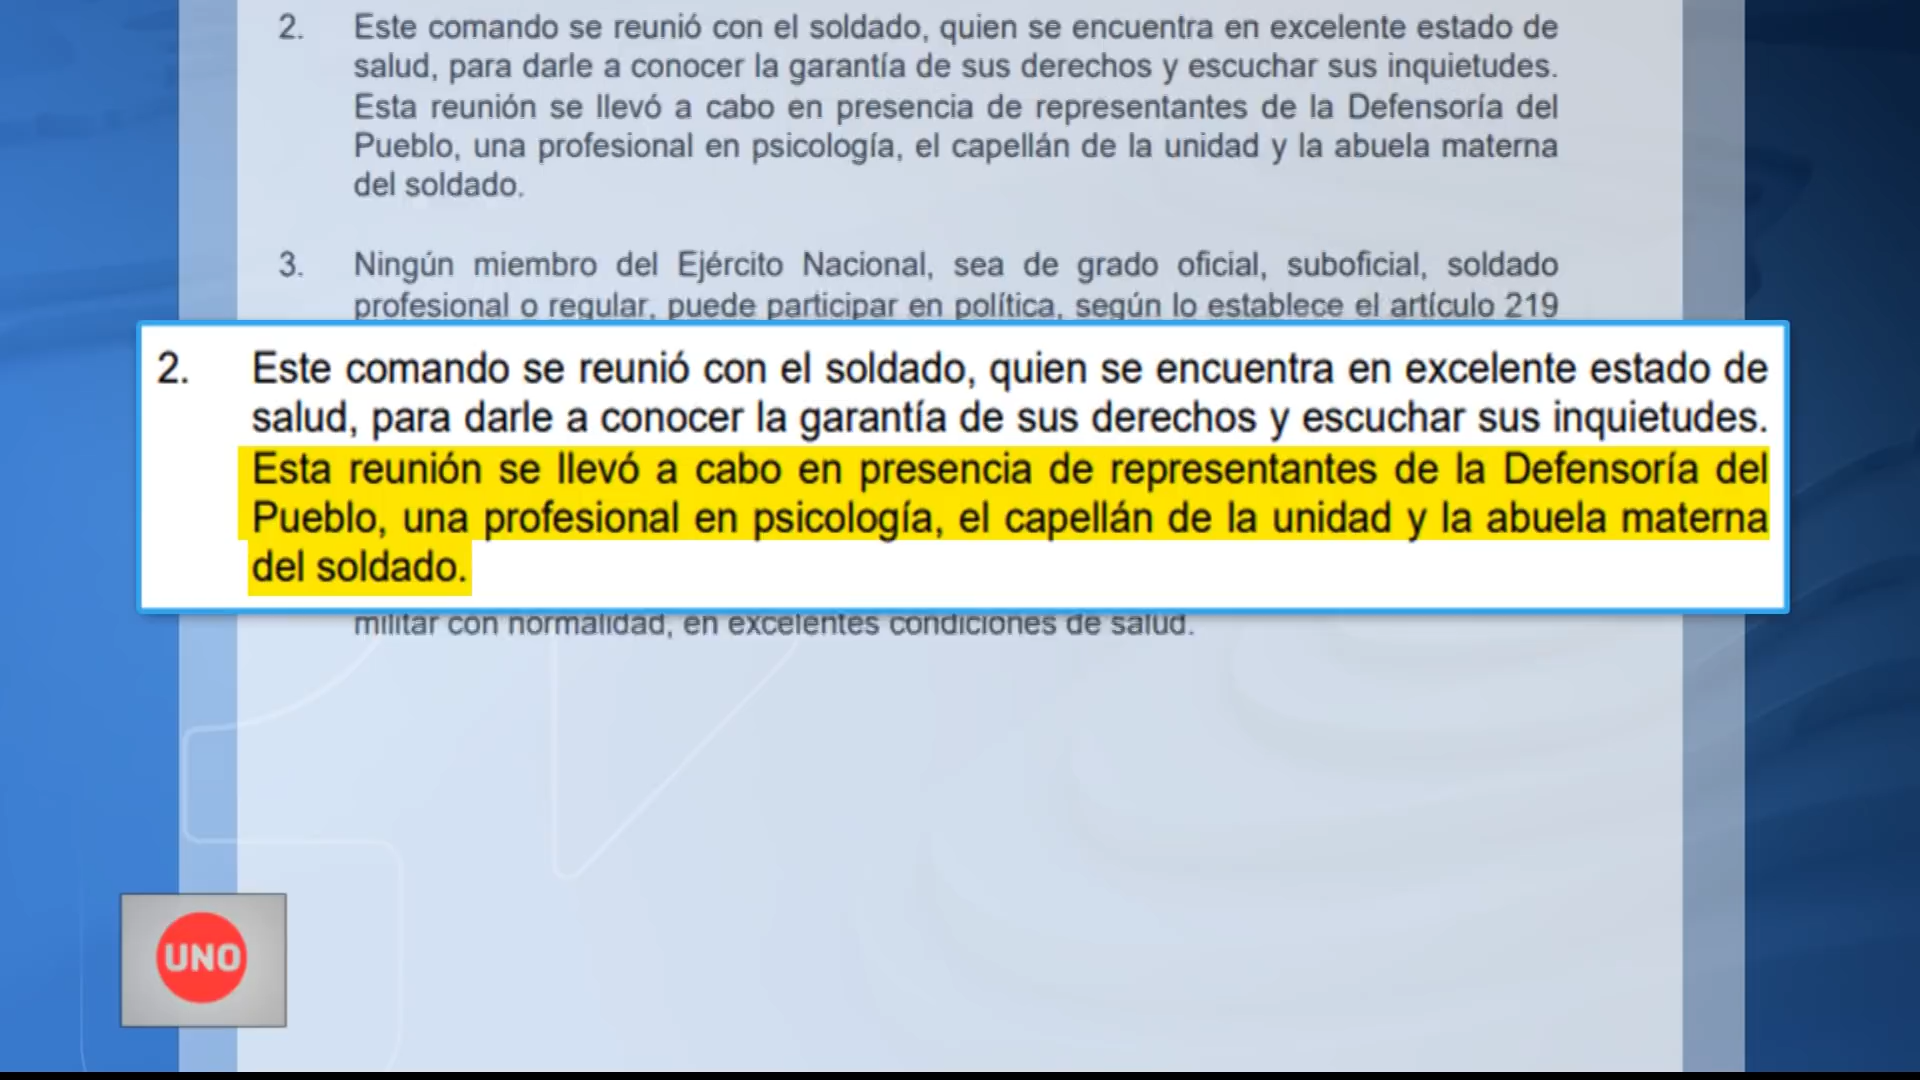 2. Este comando se reunió con el soldado, quien se encuentra en excelente estado de
salud, para darle a conocer la garantía de sus derechos y escuchar sus inquietudes.
Esta reunión se llevó a cabo en presencia de representantes de la Defensoría del
Pueblo, una profesional en psicología, el capellán de la unidad y la abuela materna
del soldado.
3. Ningún miembro del Ejército Nacional, sea de grado oficial, suboficial, soldado
profesional o regular, puede participar en política, según lo establece el artículo 219
2. Este comando se reunió con el soldado, quien se encuentra en excelente estado de
salud, para darle a conocer la garantía de sus derechos y escuchar sus inquietudes.
Esta reunión se llevó a cabo en presencia de representantes de la Defensoría del
Pueblo, una profesional en psicología, el capellán de la unidad y la abuela materna
del soldado.
militar con normalidad, en excelentes condiciones de salud.
UNO